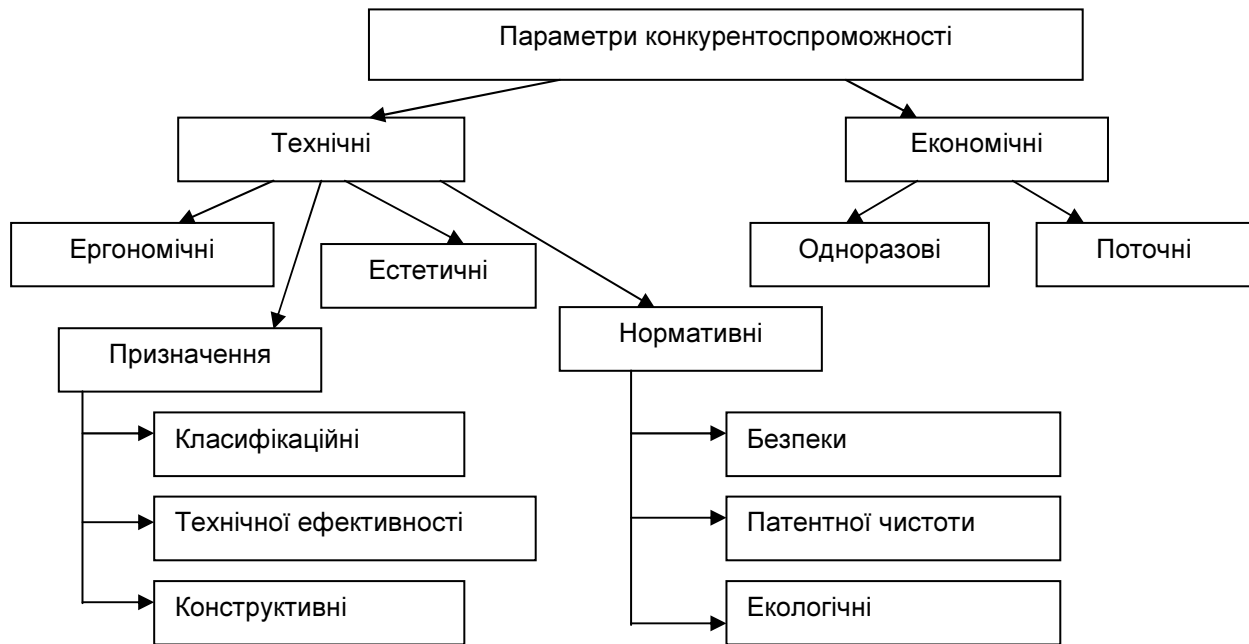 Параметри конкурентоспроможності
Технічні
Економічні
Ергономічні
Естетичні
Одноразові
Поточні
Призначення
Нормативні
Класифікаційні
Технічної ефективності
Конструктивні
Безпеки
Патентної чистоти
Екологічні